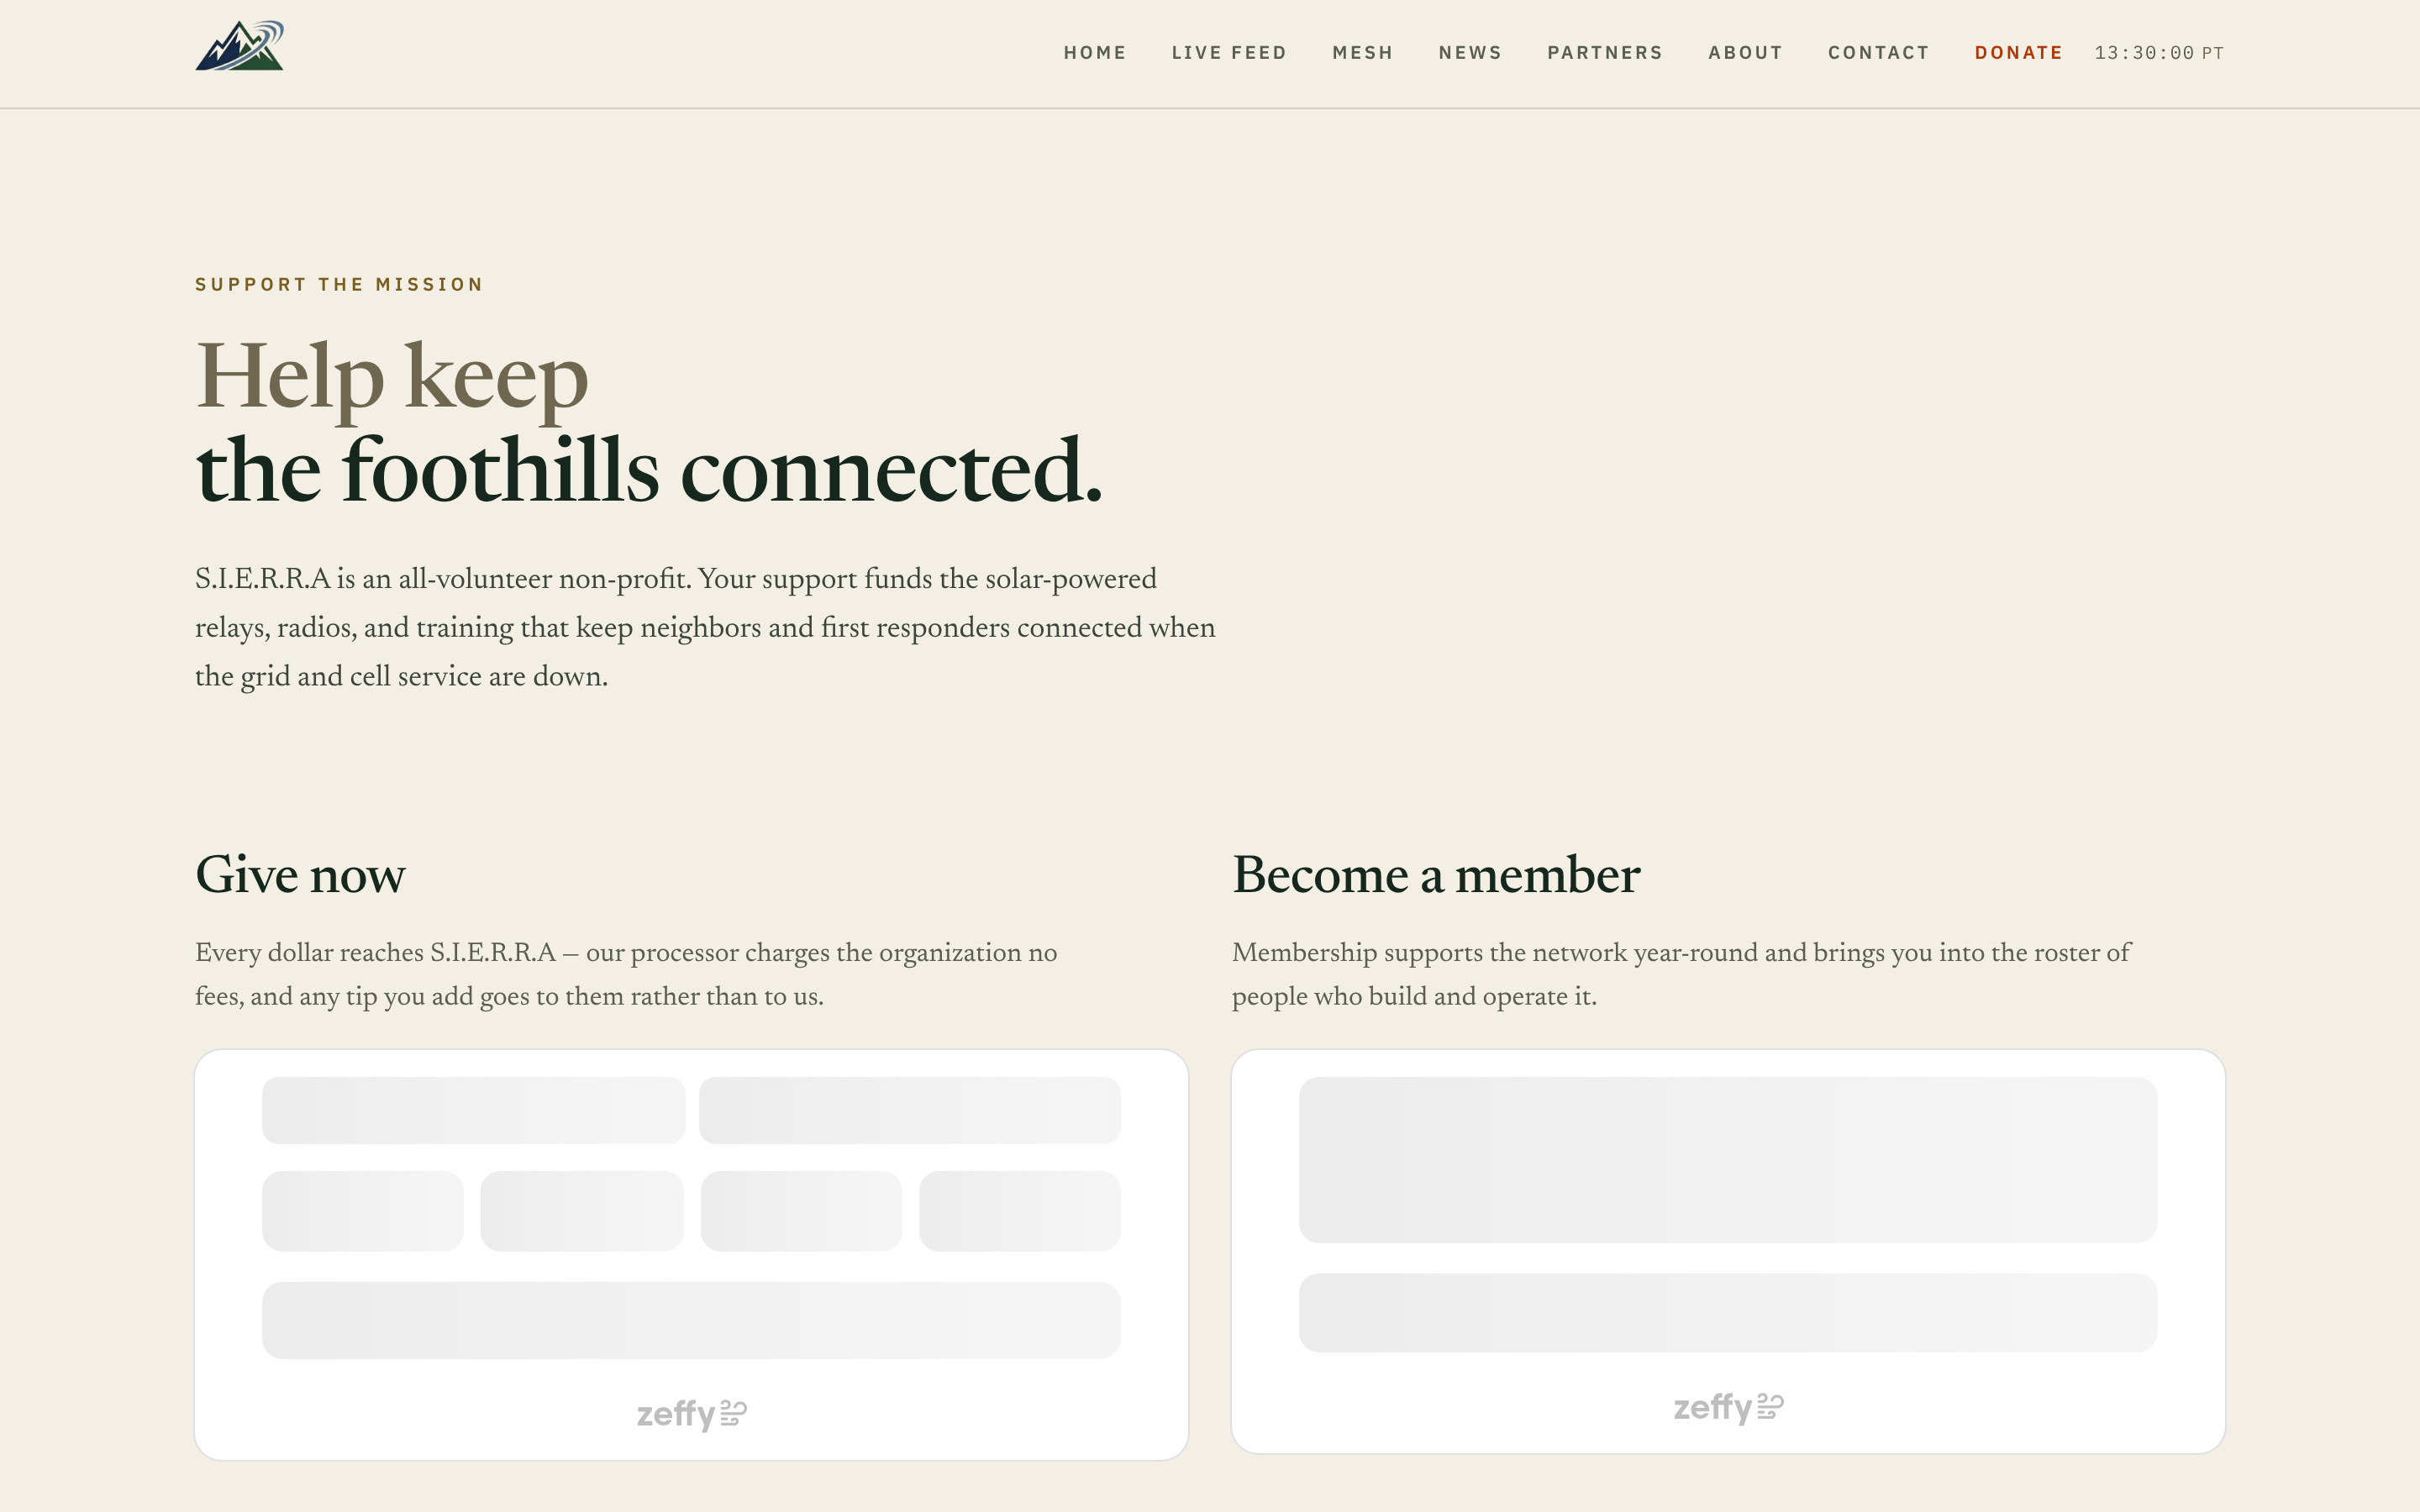 HOME LIVE FEED MESH NEWS PARTNERS ABOUT CONTACT DONATE 13:30:00 PT
SUPPORT THE MISSION
Help keep
the foothills connected.
S.I.E.R.R.A is an all-volunteer non-profit. Your support funds the solar-powered
relays, radios, and training that keep neighbors and first responders connected when
the grid and cell service are down.
Give now
Every dollar reaches S.I.E.R.R.A — our processor charges the organization no
fees, and any tip you add goes to them rather than to us.
zeffy
Become a member
Membership supports the network year-round and brings you into the roster of
people who build and operate it.
zeffy